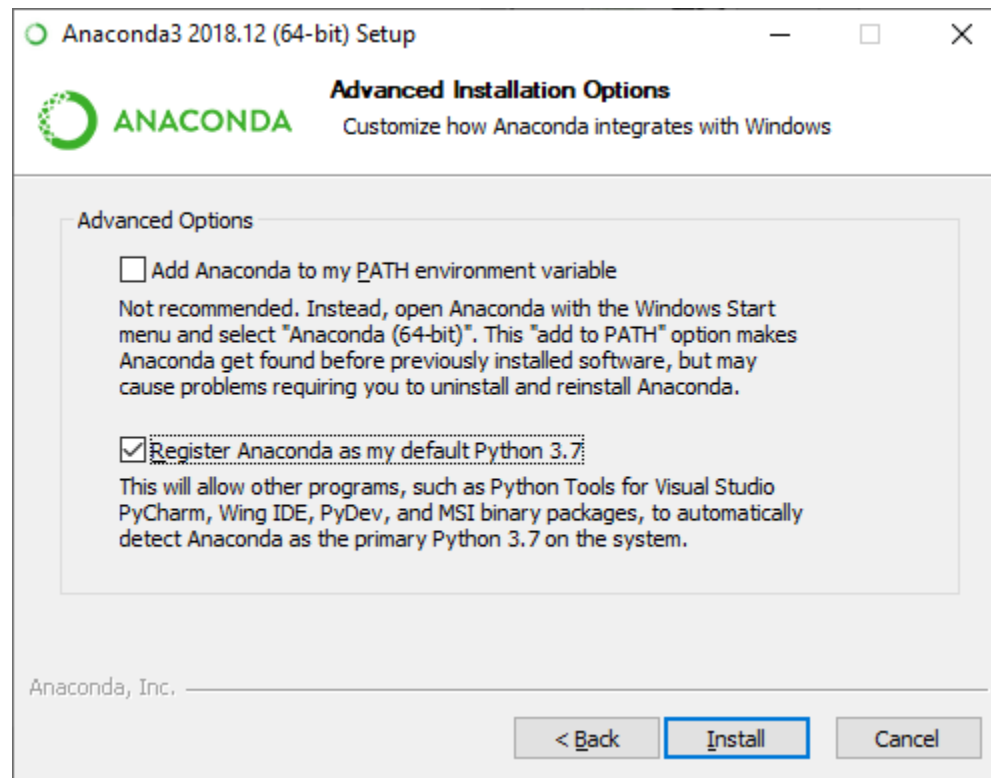 Anaconda3 2018.12 (64-bit) Setup
ANACONDA
Advanced Installation Options
Customize how Anaconda integrates with Windows
Advanced Options
Add Anaconda to my PATH environment variable
Not recommended. Instead, open Anaconda with the Windows Start
menu and select "Anaconda (64-bit)". This "add to PATH" option makes
Anaconda get found before previously installed software, but may
cause problems requiring you to uninstall and reinstall Anaconda.
Register Anaconda as my default Python 3.7
This will allow other programs, such as Python Tools for Visual Studio
PyCharm, Wing IDE, PyDev, and MSI binary packages, to automatically
detect Anaconda as the primary Python 3.7 on the system.
Anaconda, Inc.
< Back
Install
Cancel